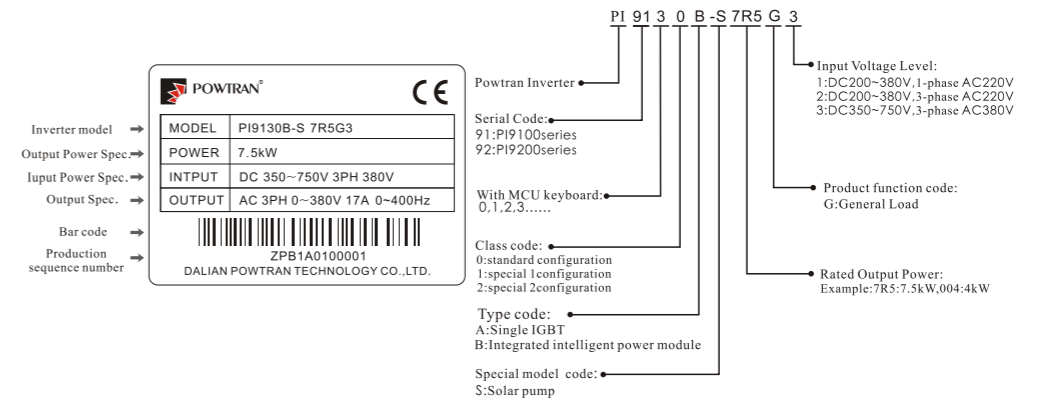 PI 91 3 0 B -S 7R5 G 3
POWTRAN®
CE
MODEL PI9130B-S 7R5G3
POWER 7.5kW
INTPUT DC 350~750V 3PH 380V
OUTPUT AC 3PH 0~380V 17A 0~400Hz
ZPB1A0100001
DALIAN POWTRAN TECHNOLOGY CO.,LTD.
Inverter model
Output Power Spec.
Iuput Power Spec.
Output Spec.
Bar code
Production
sequence number
Powtran Inverter
Serial Code:
91:PI9100series
92:PI9200series
With MCU keyboard:
0,1,2,3......
Class code:
0:standard configuration
1:special 1configuration
2:special 2configuration
Type code:
A:Single IGBT
B:Integrated intelligent power module
Special model code:
S:Solar pump
Input Voltage Level:
1:DC200~380V,1-phase AC220V
2:DC200~380V,3-phase AC220V
3:DC350~750V,3-phase AC380V
Product function code:
G:General Load
Rated Output Power:
Example:7R5:7.5kW,004:4kW